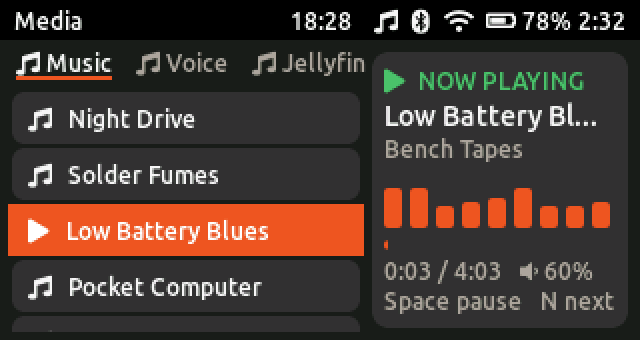 Media 18:28 78% 2:32
Music Voice Jellyfin
Night Drive
Solder Fumes
Low Battery Blues
Pocket Computer
NOW PLAYING
Low Battery Bl...
Bench Tapes
0:03 / 4:03 60%
Space pause N next